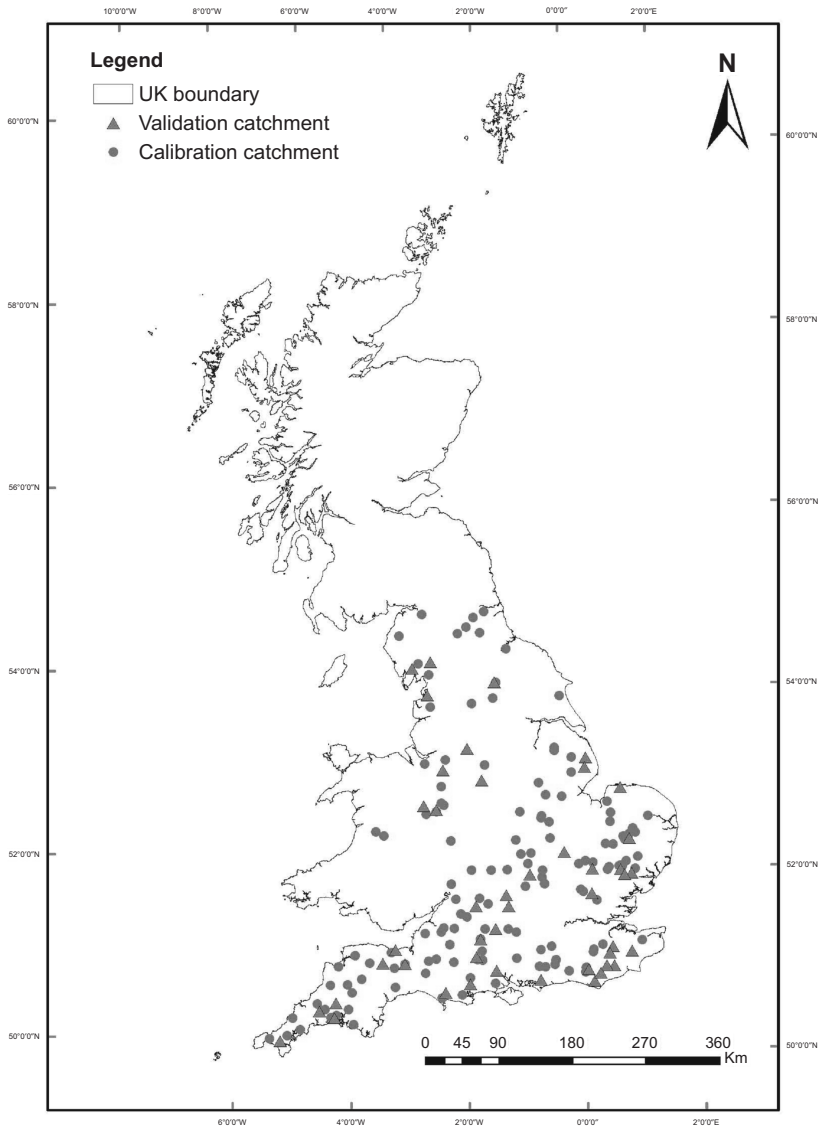 10°0'0"W 8°0'0"W 6°0'0"W 4°0'0"W 2°0'0"W 0°0'0" 2°0'0"E
Legend
UK boundary
Validation catchment
Calibration catchment
N
60°0'0"N 60°0'0"N
58°0'0"N 58°0'0"N
56°0'0"N 56°0'0"N
54°0'0"N 54°0'0"N
52°0'0"N 52°0'0"N
50°0'0"N 50°0'0"N
0 45 90 180 270 360
Km
6°0'0"W 4°0'0"W 2°0'0"W 0°0'0" 2°0'0"E